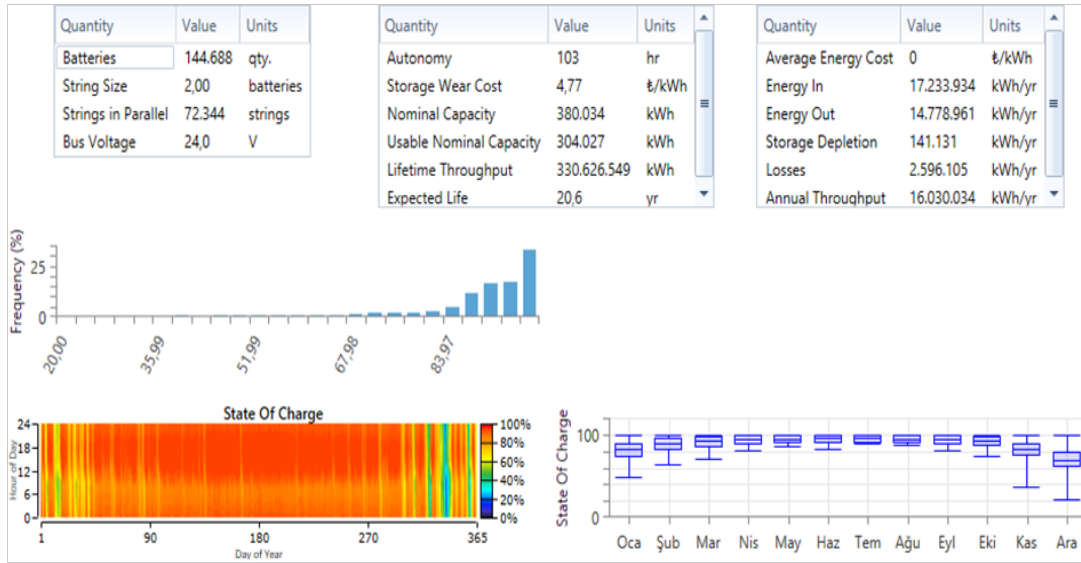 Quantity Value Units
Batteries 144.688 qty.
String Size 2,00 batteries
Strings in Parallel 72.344 strings
Bus Voltage 24,0 V
Quantity Value Units
Autonomy 103 hr
Storage Wear Cost 4,77 ₺/kWh
Nominal Capacity 380.034 kWh
Usable Nominal Capacity 304.027 kWh
Lifetime Throughput 330.626.549 kWh
Expected Life 20,6 yr
Quantity Value Units
Average Energy Cost 0 ₺/kWh
Energy In 17.233.934 kWh/yr
Energy Out 14.778.961 kWh/yr
Storage Depletion 141.131 kWh/yr
Losses 2.596.105 kWh/yr
Annual Throughput 16.030.034 kWh/yr
Frequency (%)
25
0
20,00 35,99 51,99 67,98 83,97
State Of Charge
Hour of Day
24
18
12
6
0
1 90 180 270 365
Day of Year
100%
80%
60%
40%
20%
0%
State Of Charge
100
0
Oca Şub Mar Nis May Haz Tem Ağu Eyl Eki Kas Ara